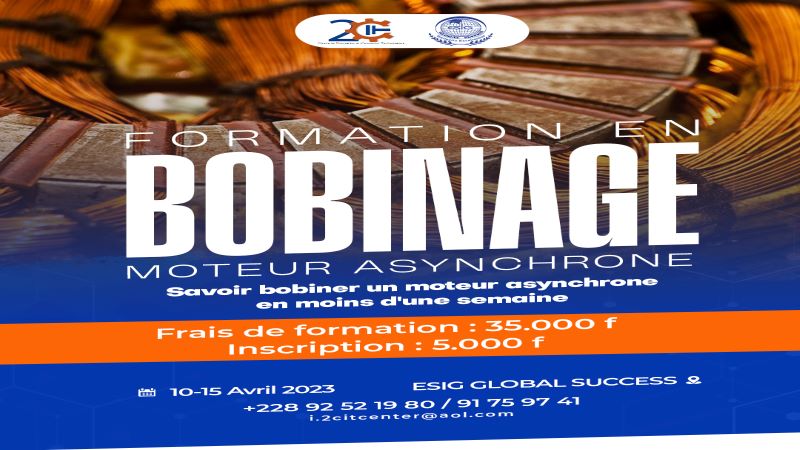 2CIT
FORMATION EN
BOBINAGE
MOTEUR ASYNCHRONE
Savoir bobiner un moteur asynchrone
en moins d'une semaine
Frais de formation : 35.000 f
Inscription : 5.000 f
10-15 Avril 2023
ESIG GLOBAL SUCCESS
+228 92 52 19 80 / 91 75 97 41
i.2citcenter@aol.com